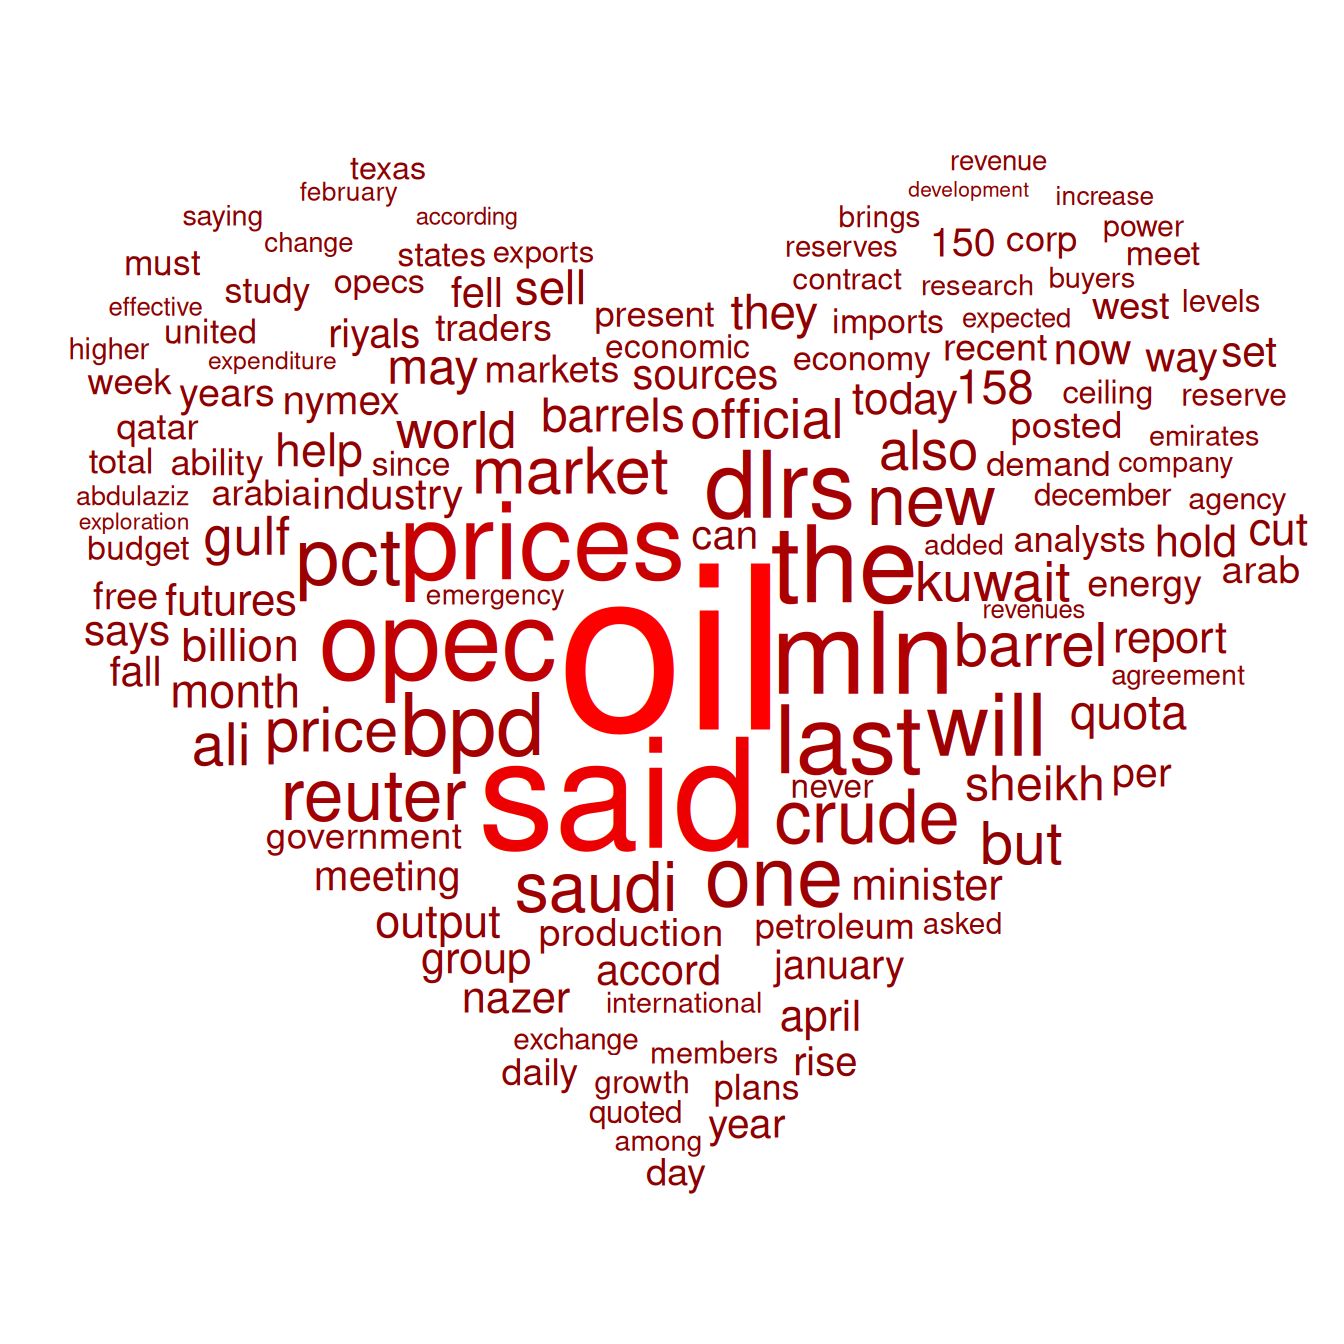 texas revenue
february development increase
saying according brings power
change 150 corp
must states exports reserves meet
study opecs fell sell contract research buyers
effective present they imports expected west levels
united riyals traders
higher expenditure economic economy recent now way set
week years nymex may markets sources today 158 ceiling reserve
qatar help world barrels official posted emirates
total ability since market also demand company
abdulaziz arabia industry dlrs new december agency
exploration gulf prices can the added analysts hold cut
budget pct kuwait energy arab
free futures emergency oil revenues
says billion opec mln barrel report
fall month agreement
ali price bpd last will quota
reuter said never sheikh per
government crude but
meeting saudi one minister
output production petroleum asked
group accord january
nazer international april
exchange members rise
daily growth plans
quoted year
among
day